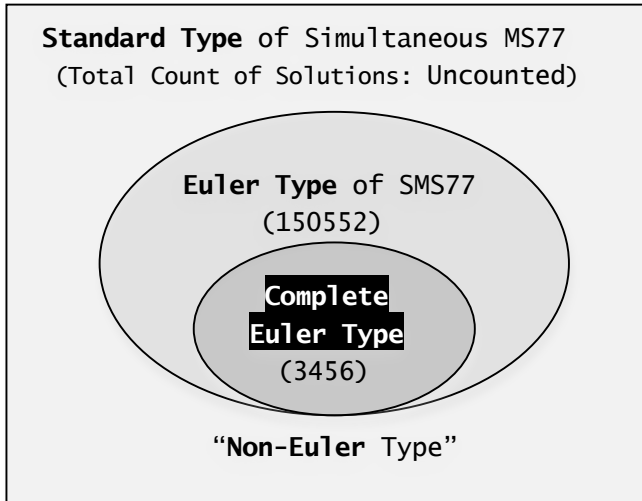 Standard Type of Simultaneous MS77
(Total Count of Solutions: Uncounted)
Euler Type of SMS77
(150552)
Complete
Euler Type
(3456)
“Non-Euler Type”